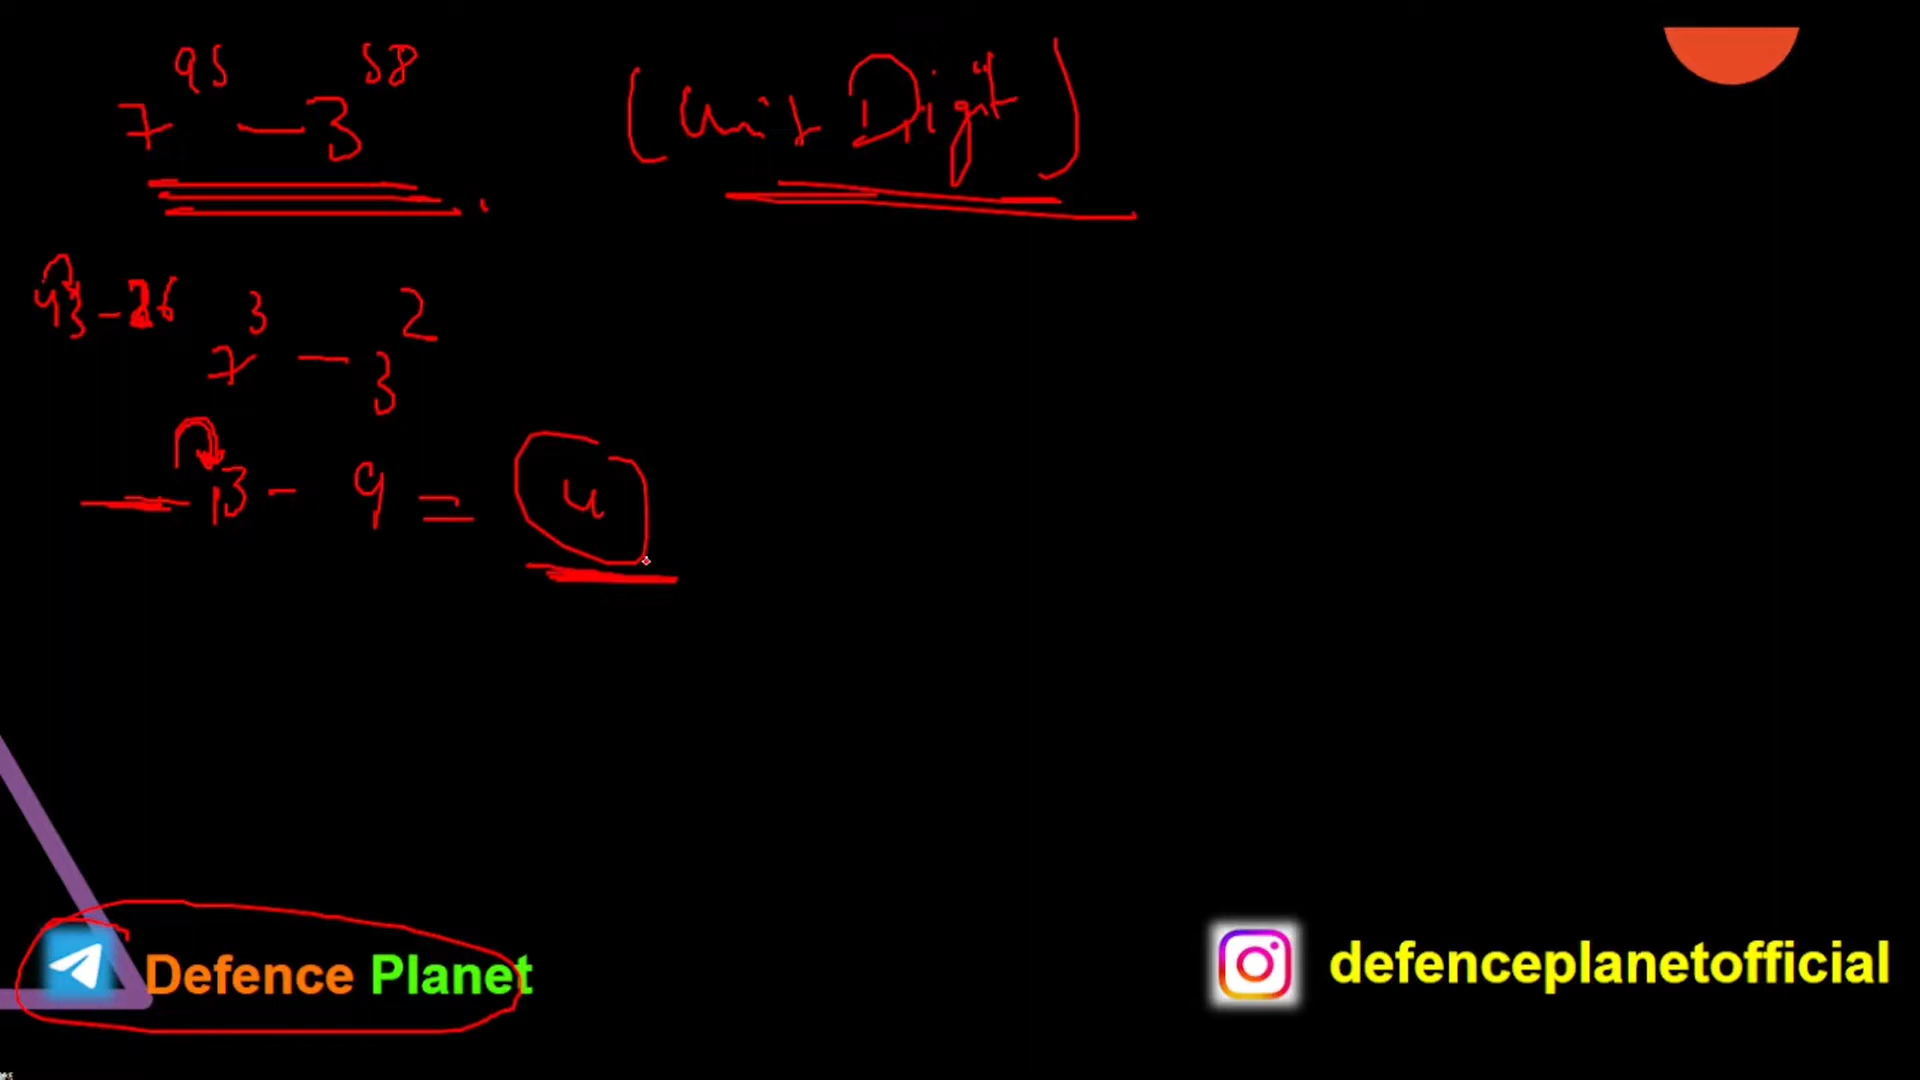 7^95 - 3^58 (Unit Digit)
43 - 26
7^3 - 3^2
13 - 9 = 4
Defence Planet
defenceplanetofficial